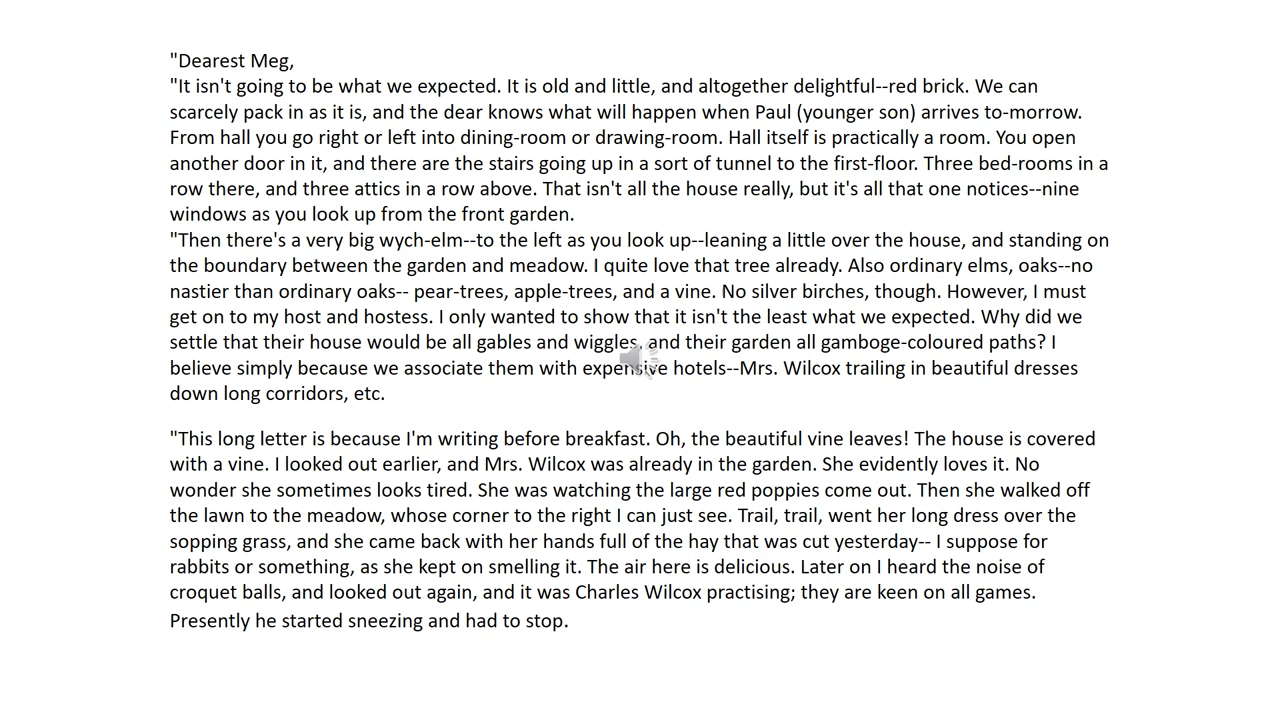 "Dearest Meg,
"It isn't going to be what we expected. It is old and little, and altogether delightful--red brick. We can
scarcely pack in as it is, and the dear knows what will happen when Paul (younger son) arrives to-morrow.
From hall you go right or left into dining-room or drawing-room. Hall itself is practically a room. You open
another door in it, and there are the stairs going up in a sort of tunnel to the first-floor. Three bed-rooms in a
row there, and three attics in a row above. That isn't all the house really, but it's all that one notices--nine
windows as you look up from the front garden.
"Then there's a very big wych-elm--to the left as you look up--leaning a little over the house, and standing on
the boundary between the garden and meadow. I quite love that tree already. Also ordinary elms, oaks--no
nastier than ordinary oaks-- pear-trees, apple-trees, and a vine. No silver birches, though. However, I must
get on to my host and hostess. I only wanted to show that it isn't the least what we expected. Why did we
settle that their house would be all gables and wiggles, and their garden all gamboge-coloured paths? I
believe simply because we associate them with expensive hotels--Mrs. Wilcox trailing in beautiful dresses
down long corridors, etc.
"This long letter is because I'm writing before breakfast. Oh, the beautiful vine leaves! The house is covered
with a vine. I looked out earlier, and Mrs. Wilcox was already in the garden. She evidently loves it. No
wonder she sometimes looks tired. She was watching the large red poppies come out. Then she walked off
the lawn to the meadow, whose corner to the right I can just see. Trail, trail, went her long dress over the
sopping grass, and she came back with her hands full of the hay that was cut yesterday-- I suppose for
rabbits or something, as she kept on smelling it. The air here is delicious. Later on I heard the noise of
croquet balls, and looked out again, and it was Charles Wilcox practising; they are keen on all games.
Presently he started sneezing and had to stop.